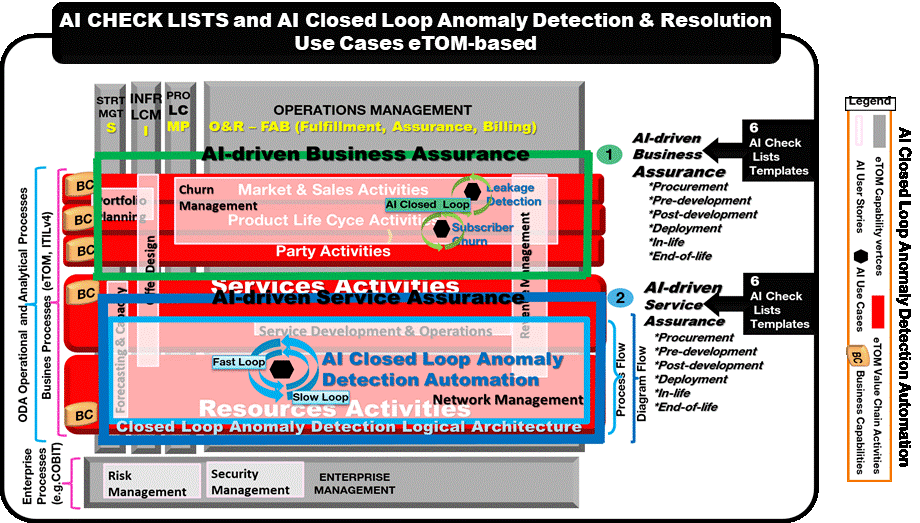 AI CHECK LISTS and AI Closed Loop Anomaly Detection & Resolution
Use Cases eTOM-based
STRT
MGT
S
INFR
LCM
I
PRO
LC
MP
OPERATIONS MANAGEMENT
O&R – FAB (Fulfillment, Assurance, Billing)
AI-driven Business Assurance
1
BC
BC
BC
BC
BC
Portfolio
Planning
Offer Design
Churn
Management
Market & Sales Activities
AI Closed Loop
Leakage
Detection
Product Life Cyce Activities
Subscriber
Churn
Party Activities
Revenue Management
Services Activities
AI-driven Service Assurance
2
Forecasting & Capacity
Service Development & Operations
Fast Loop
Slow Loop
AI Closed Loop Anomaly
Detection Automation
Network Management
Resources Activities
Closed Loop Anomaly Detection Logical Architecture
Process Flow
Diagram Flow
Risk
Management
Security
Management
ENTERPRISE
MANAGEMENT
ODA Operational and Analytical Processes
Busines Processes (eTOM, ITILv4)
Enterprise
Processes
(e.g.COBIT)
AI-driven
Business
Assurance
*Procurement
*Pre-development
*Post-development
*Deployment
*In-life
*End-of-life
6
AI Check
Lists
Templates
AI-driven
Service
Assurance
*Procurement
*Pre-development
*Post-development
*Deployment
*In-life
*End-of-life
6
AI Check
Lists
Templates
Legend
AI User Stories
AI Use Cases
BC
Business Capabilities
eTOM Capability vertces
eTOM Value Chain Activities
AI Closed Loop Anomaly Detection Automation